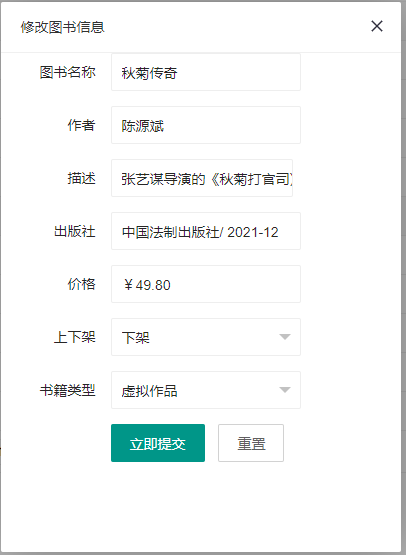 修改图书信息
图书名称 秋菊传奇
作者 陈源斌
描述 张艺谋导演的《秋菊打官司
出版社 中国法制出版社/ 2021-12
价格 ￥49.80
上下架 下架
书籍类型 虚拟作品
立即提交 重置